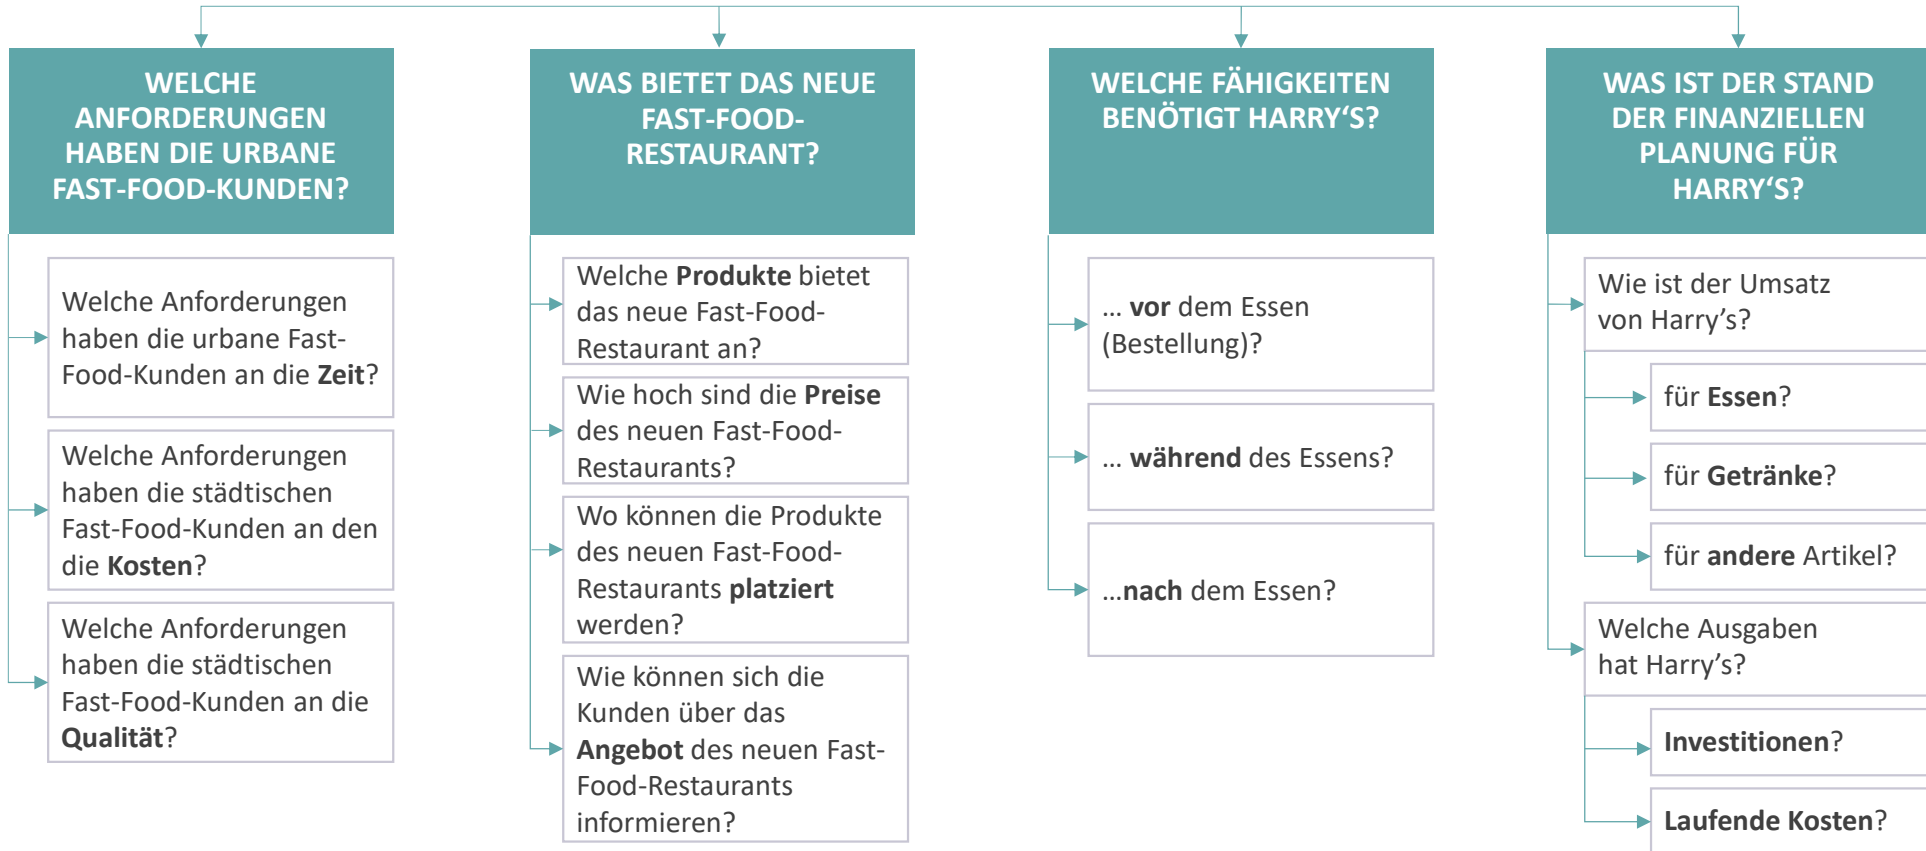 WELCHE
ANFORDERUNGEN
HABEN DIE URBANE
FAST-FOOD-KUNDEN?
Welche Anforderungen
haben die urbane Fast-
Food-Kunden an die Zeit?
Welche Anforderungen
haben die städtischen
Fast-Food-Kunden an den
die Kosten?
Welche Anforderungen
haben die städtischen
Fast-Food-Kunden an die
Qualität?
WAS BIETET DAS NEUE
FAST-FOOD-
RESTAURANT?
Welche Produkte bietet
das neue Fast-Food-
Restaurant an?
Wie hoch sind die Preise
des neuen Fast-Food-
Restaurants?
Wo können die Produkte
des neuen Fast-Food-
Restaurants platziert
werden?
Wie können sich die
Kunden über das
Angebot des neuen Fast-
Food-Restaurants
informieren?
WELCHE FÄHIGKEITEN
BENÖTIGT HARRY‘S?
... vor dem Essen
(Bestellung)?
... während des Essens?
...nach dem Essen?
WAS IST DER STAND
DER FINANZIELLEN
PLANUNG FÜR
HARRY‘S?
Wie ist der Umsatz
von Harry’s?
für Essen?
für Getränke?
für andere Artikel?
Welche Ausgaben
hat Harry’s?
Investitionen?
Laufende Kosten?